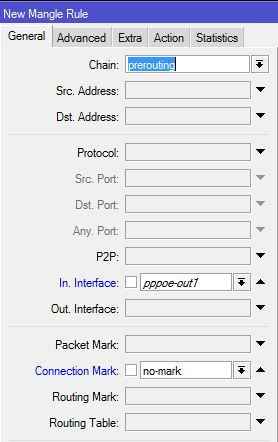 New Mangle Rule
General Advanced Extra Action Statistics
Chain: prerouting
Src. Address:
Dst. Address:
Protocol:
Src. Port:
Dst. Port:
Any. Port:
P2P:
In. Interface: pppoe-out1
Out. Interface:
Packet Mark:
Connection Mark: no-mark
Routing Mark:
Routing Table: